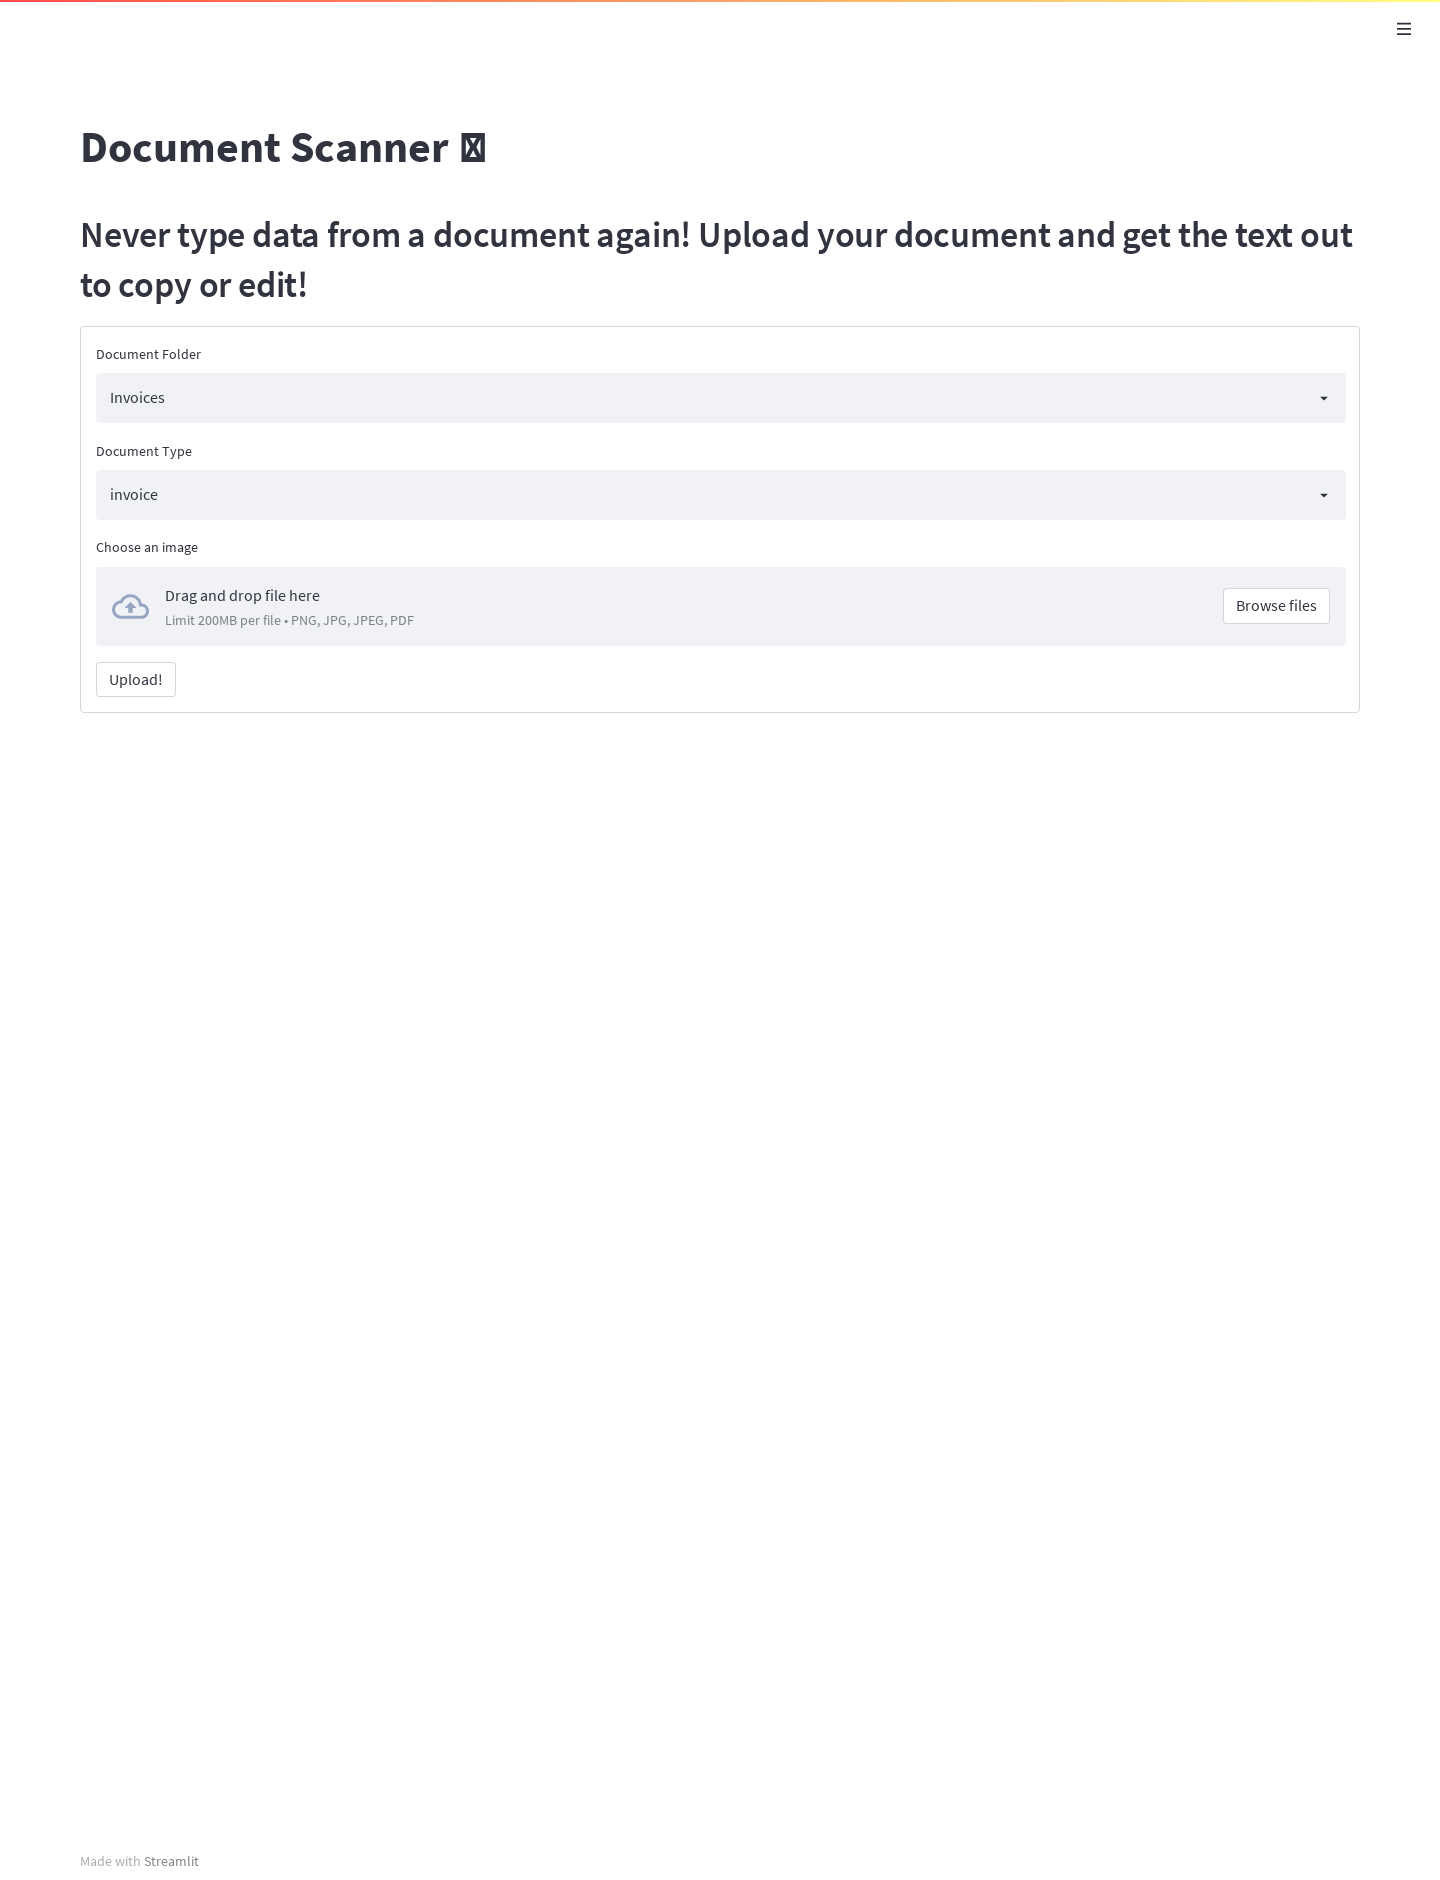 Document Scanner
Never type data from a document again! Upload your document and get the text out
to copy or edit!
Document Folder
Invoices
Document Type
invoice
Choose an image
Drag and drop file here
Limit 200MB per file • PNG, JPG, JPEG, PDF
Browse files
Upload!
Made with Streamlit